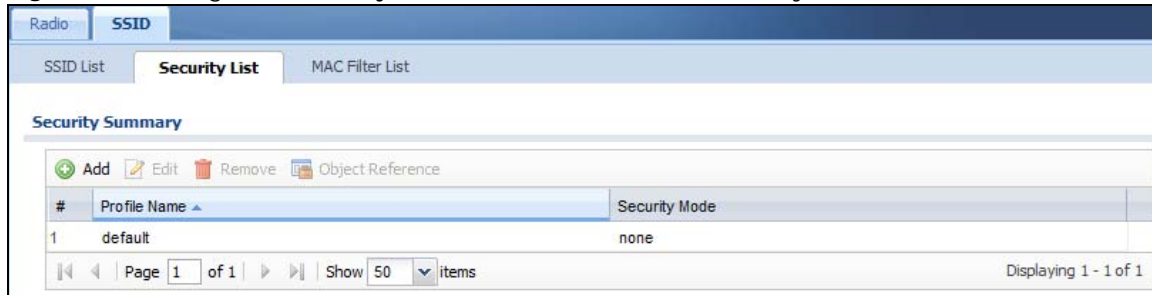 Radio SSID
SSID List Security List MAC Filter List
Security Summary
Add Edit Remove Object Reference
# Profile Name Security Mode
1 default none
Page 1 of 1 Show 50 items Displaying 1 - 1 of 1